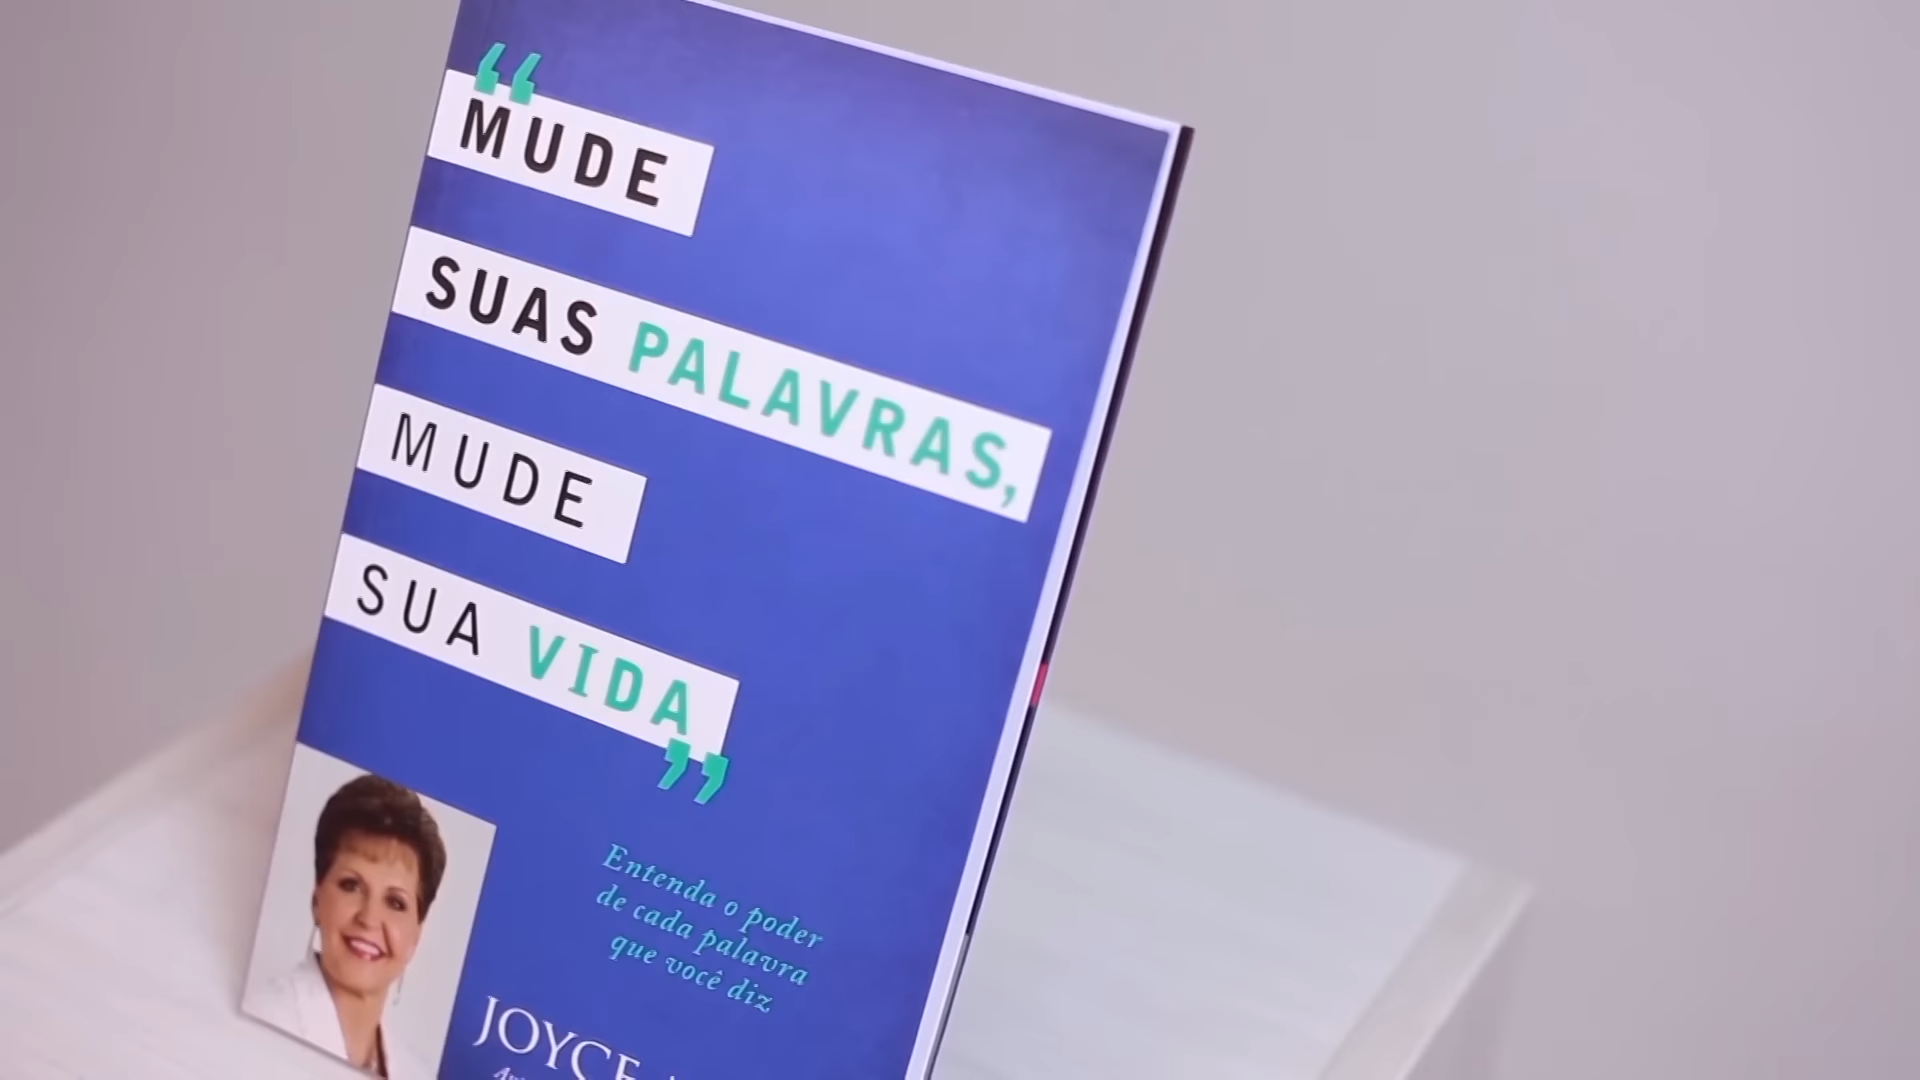 “MUDE
SUAS PALAVRAS,
MUDE
SUA VIDA”
Entenda o poder
de cada palavra
que você diz
JOYCE